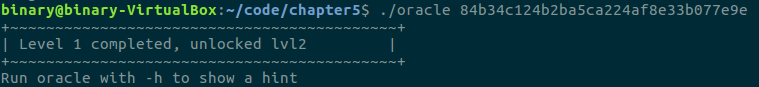 binary@binary-VirtualBox:~/code/chapter5$ ./oracle 84b34c124b2ba5ca224af8e33b077e9e
+~~~~~~~~~~~~~~~~~~~~~~~~~~~~~~~~~~~~~~~~~~+
| Level 1 completed, unlocked lvl2         |
+~~~~~~~~~~~~~~~~~~~~~~~~~~~~~~~~~~~~~~~~~~+
Run oracle with -h to show a hint